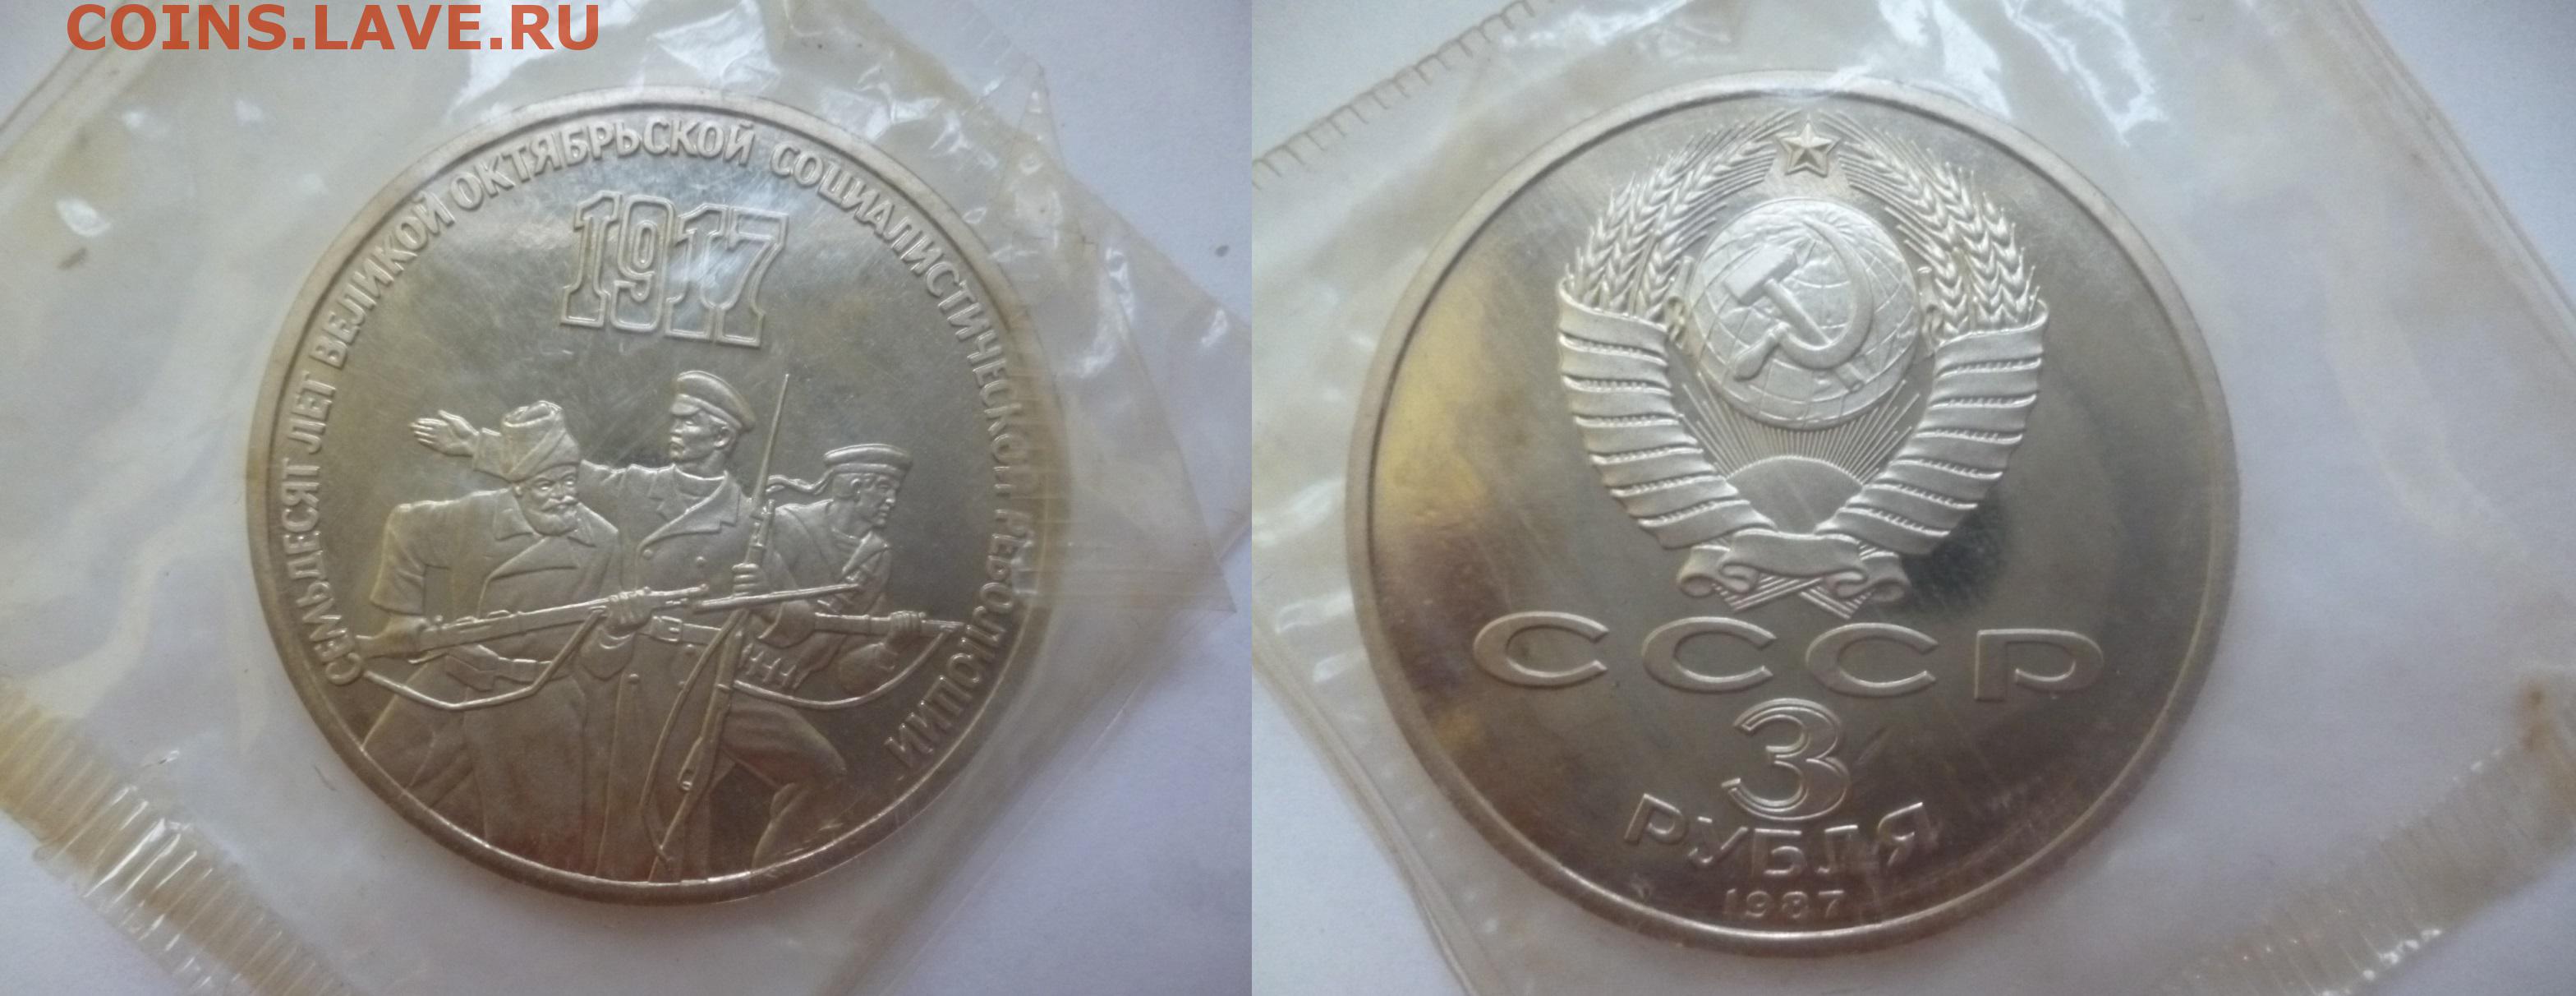 COINS.LAVE.RU
СЕМЬДЕСЯТ ЛЕТ ВЕЛИКОЙ ОКТЯБРЬСКОЙ СОЦИАЛИСТИЧЕСКОЙ РЕВОЛЮЦИИ
1917
СССР
3
РУБЛЯ
1987